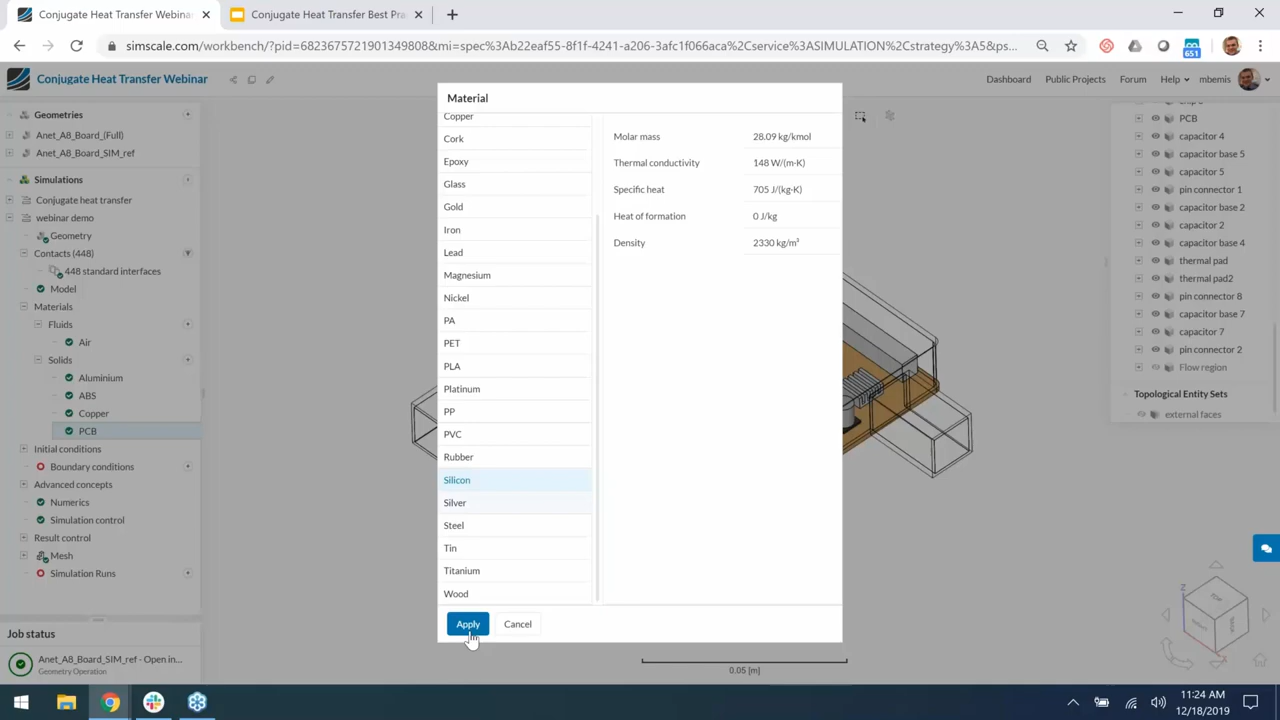 Conjugate Heat Transfer Webinar
Conjugate Heat Transfer Best Pra
simscale.com/workbench/?pid=6823675721901349808&mi=spec%3Ab22eaf55-8f1f-4241-a206-3afc1f066aca%2Cservice%3ASIMULATION%2Cstrategy%3A5&ps...
651
Conjugate Heat Transfer Webinar
Dashboard
Public Projects
Forum
Help
mbemis
Geometries
Anet_A8_Board_(Full)
Anet_A8_Board_SIM_ref
Simulations
Conjugate heat transfer
webinar demo
Geometry
Contacts (448)
448 standard interfaces
Model
Materials
Fluids
Air
Solids
Aluminium
ABS
Copper
PCB
Initial conditions
Boundary conditions
Advanced concepts
Numerics
Simulation control
Result control
Mesh
Simulation Runs
Job status
Anet_A8_Board_SIM_ref - Open in...
Geometry Operation
Material
Copper
Cork
Epoxy
Glass
Gold
Iron
Lead
Magnesium
Nickel
PA
PET
PLA
Platinum
PP
PVC
Rubber
Silicon
Silver
Steel
Tin
Titanium
Wood
Molar mass 28.09 kg/kmol
Thermal conductivity 148 W/(m·K)
Specific heat 705 J/(kg·K)
Heat of formation 0 J/kg
Density 2330 kg/m³
Apply
Cancel
PCB
capacitor 4
capacitor base 5
capacitor 5
pin connector 1
capacitor base 2
capacitor 2
capacitor base 4
thermal pad
thermal pad2
pin connector 8
capacitor base 7
capacitor 7
pin connector 2
Flow region
Topological Entity Sets
external faces
0.05 [m]
Z
TOP
11:24 AM
12/18/2019